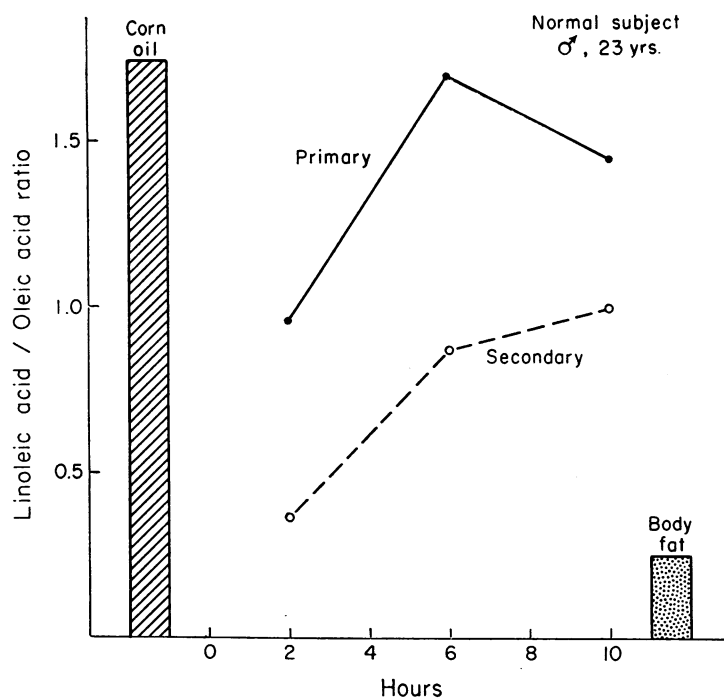 Corn
oil
Normal subject
♂, 23 yrs.
1.5
Primary
1.0
Secondary
0.5
Body
fat
Linoleic acid / Oleic acid ratio
0 2 4 6 8 10
Hours